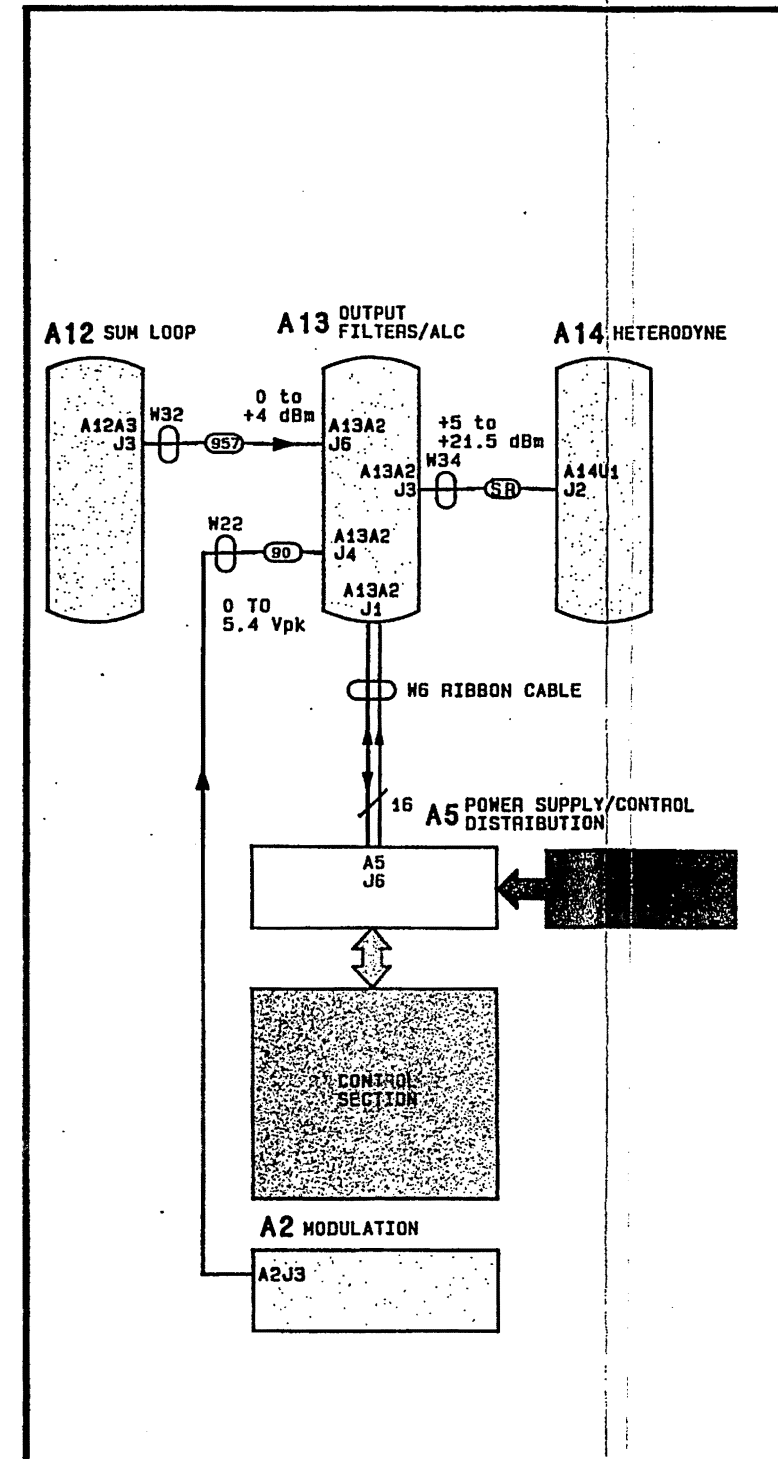 A12 SUM LOOP
A13 OUTPUT
FILTERS/ALC
A14 HETERODYNE
0 to
+4 dBm
W32
A12A3
J3
957
A13A2
J6
+5 to
+21.5 dBm
W34
A13A2
J3
SR
A14U1
J2
W22
90
A13A2
J4
0 TO
5.4 Vpk
A13A2
J1
W6 RIBBON CABLE
16
A5 POWER SUPPLY/CONTROL
DISTRIBUTION
A5
J6
CONTROL
SECTION
A2 MODULATION
A2J3